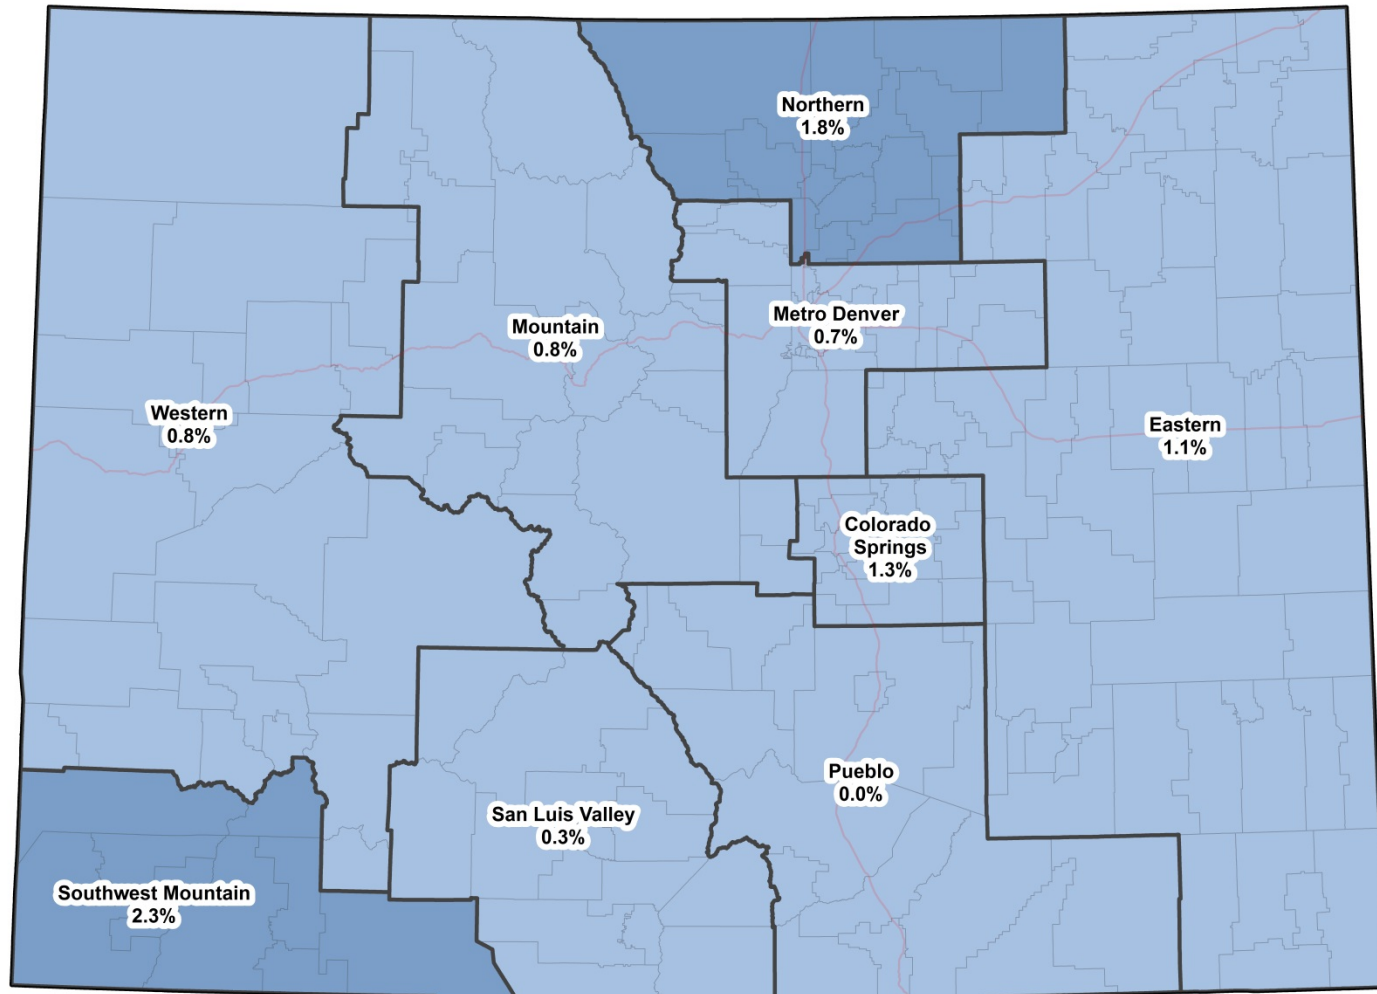 Northern
1.8%
Metro Denver
0.7%
Mountain
0.8%
Western
0.8%
Eastern
1.1%
Colorado
Springs
1.3%
Pueblo
0.0%
San Luis Valley
0.3%
Southwest Mountain
2.3%